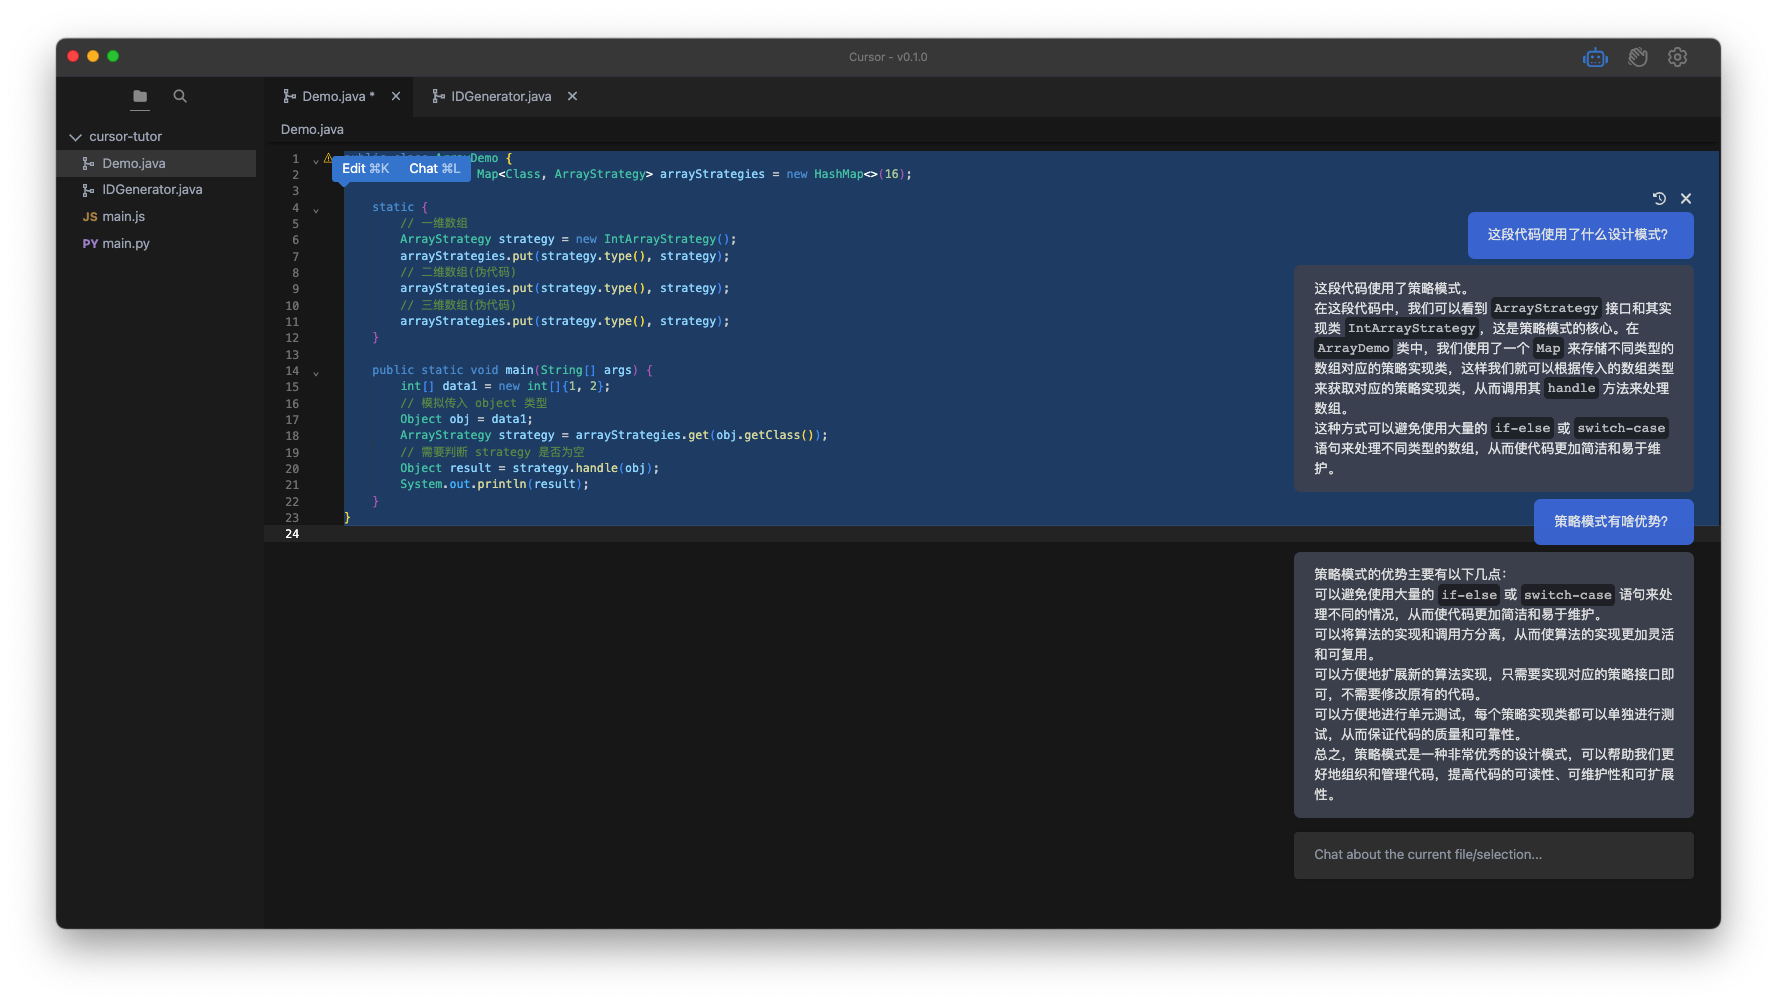 Cursor - v0.1.0
Demo.java *
IDGenerator.java
cursor-tutor
Demo.java
IDGenerator.java
JS main.js
PY main.py
Demo.java
Edit ⌘K Chat ⌘L
1 Demo {
2 Map<Class, ArrayStrategy> arrayStrategies = new HashMap<>(16);
3
4 static {
5 // 一维数组
6 ArrayStrategy strategy = new IntArrayStrategy();
7 arrayStrategies.put(strategy.type(), strategy);
8 // 二维数组(伪代码)
9 arrayStrategies.put(strategy.type(), strategy);
10 // 三维数组(伪代码)
11 arrayStrategies.put(strategy.type(), strategy);
12 }
13
14 public static void main(String[] args) {
15 int[] data1 = new int[]{1, 2};
16 // 模拟传入 object 类型
17 Object obj = data1;
18 ArrayStrategy strategy = arrayStrategies.get(obj.getClass());
19 // 需要判断 strategy 是否为空
20 Object result = strategy.handle(obj);
21 System.out.println(result);
22 }
23 }
24
这段代码使用了什么设计模式?
这段代码使用了策略模式。
在这段代码中，我们可以看到 ArrayStrategy 接口和其实
现类 IntArrayStrategy，这是策略模式的核心。在
ArrayDemo 类中，我们使用了一个 Map 来存储不同类型的
数组对应的策略实现类，这样我们就可以根据传入的数组类型
来获取对应的策略实现类，从而调用其 handle 方法来处理
数组。
这种方式可以避免使用大量的 if-else 或 switch-case
语句来处理不同类型的数组，从而使代码更加简洁和易于维
护。
策略模式有啥优势?
策略模式的优势主要有以下几点：
可以避免使用大量的 if-else 或 switch-case 语句来处
理不同的情况，从而使代码更加简洁和易于维护。
可以将算法的实现和调用方分离，从而使算法的实现更加灵活
和可复用。
可以方便地扩展新的算法实现，只需要实现对应的策略接口即
可，不需要修改原有的代码。
可以方便地进行单元测试，每个策略实现类都可以单独进行测
试，从而保证代码的质量和可靠性。
总之，策略模式是一种非常优秀的设计模式，可以帮助我们更
好地组织和管理代码，提高代码的可读性、可维护性和可扩展
性。
Chat about the current file/selection...